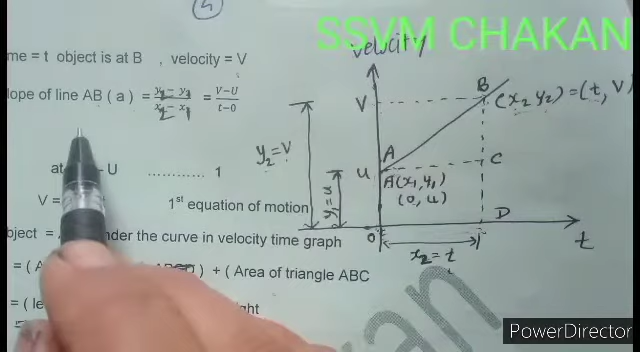 4
SSVM CHAKAN
velocity
me = t object is at B , velocity = V
lope of line AB ( a ) = y2 – y1 / x2 – x1 = V–U / t–0
at – U ............ 1
V = 1st equation of motion
bject = nder the curve in velocity time graph
= ( A ) + ( Area of triangle ABC
= ( le ght
V
B
(x2 y2) = (t, V)
y2 = V
A
U
C
A(x1, y1)
(0, u)
y1 = u
O
D
t
x2 = t
PowerDirector